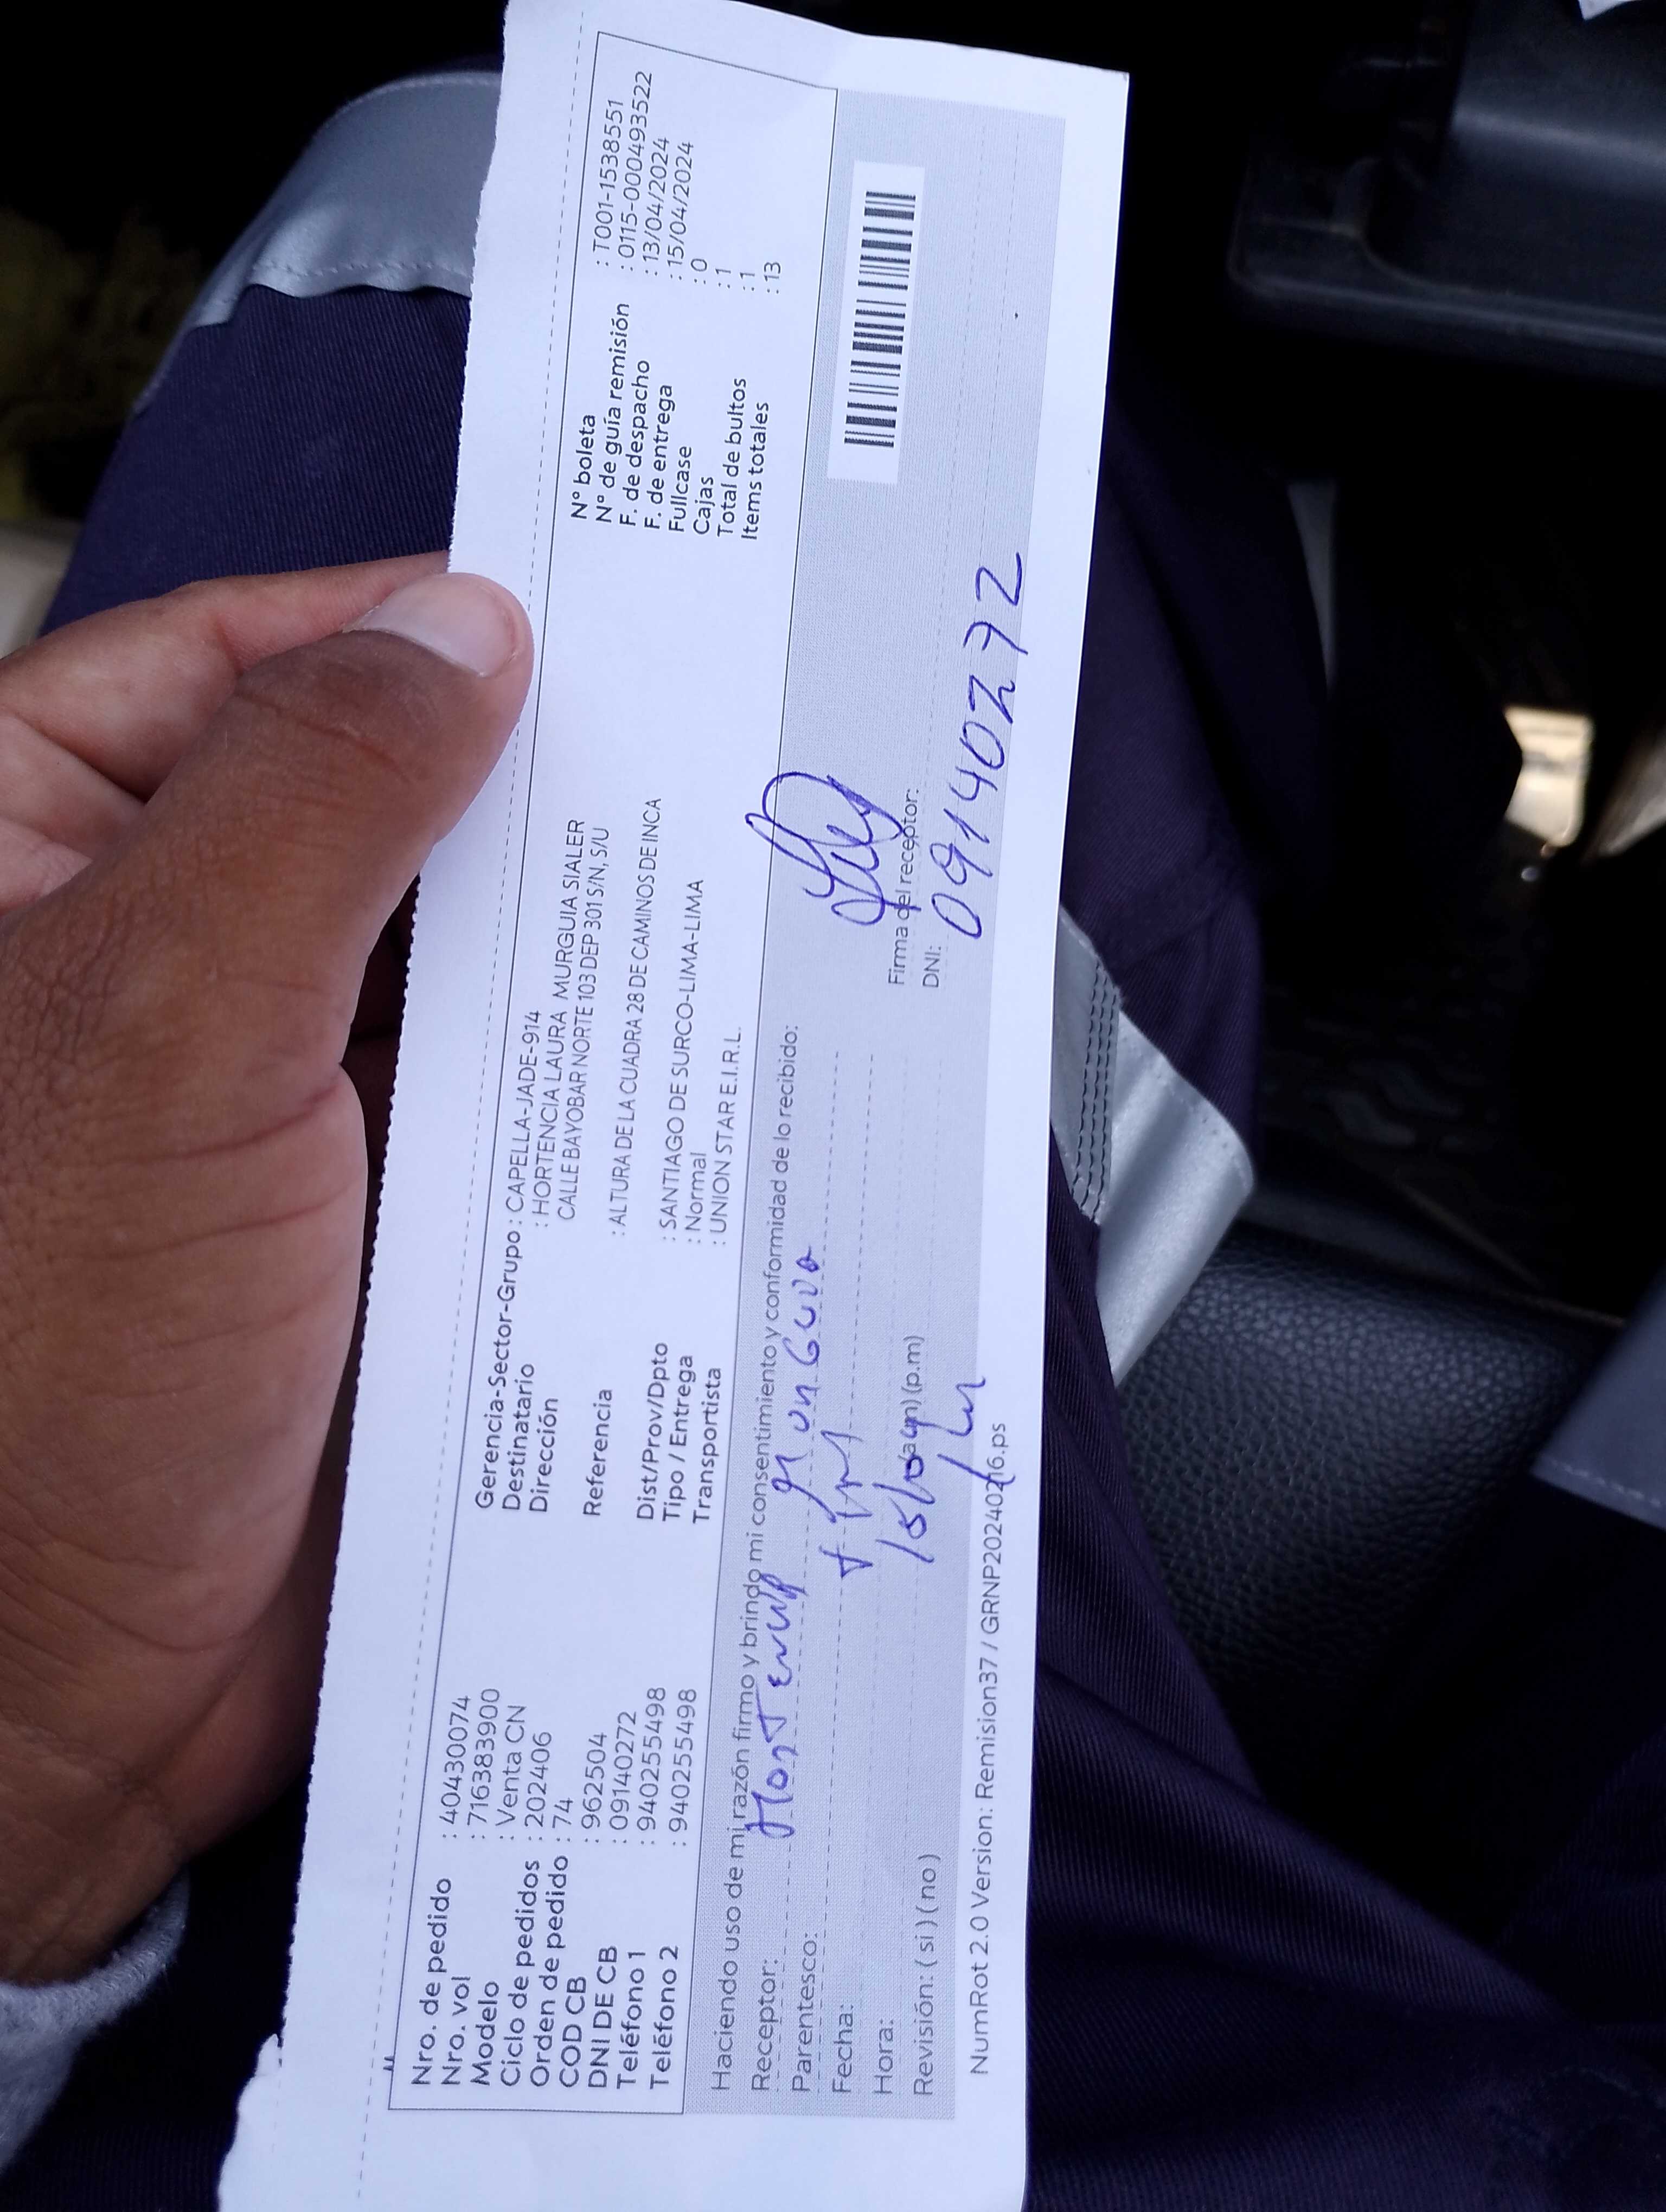 Nro. de pedido : 40430074
Nro. vol : 716383900
Modelo : Venta CN
Ciclo de pedidos : 202406
Orden de pedido : 74
COD CB : 962504
DNI DE CB : 09140272
Teléfono 1 : 940255498
Teléfono 2 : 940255498
Gerencia-Sector-Grupo : CAPELLA-JADE-914
Destinatario : HORTENCIA LAURA MURGUIA SIALER
Dirección CALLE BAYOBAR NORTE 103 DEP 301 S/N, S/U
Referencia : ALTURA DE LA CUADRA 28 DE CAMINOS DE INCA
Dist/Prov/Dpto : SANTIAGO DE SURCO-LIMA-LIMA
Tipo / Entrega : Normal
Transportista : UNION STAR E.I.R.L.
N° boleta : T001-1538551
N° de guía remisión : 0115-0000493522
F. de despacho : 13/04/2024
F. de entrega : 15/04/2024
Fullcase : 0
Cajas : 1
Total de bultos : 1
Items totales : 13
Haciendo uso de mi razón firmo y brindo mi consentimiento y conformidad de lo recibido:
Receptor:
Parentesco:
Fecha:
Hora: (p.m)
Revisión: ( si ) ( no )
Firma del receptor:
DNI: 09140272
NumRot 2.0 Version: Remision37 / GRNP20240216.ps